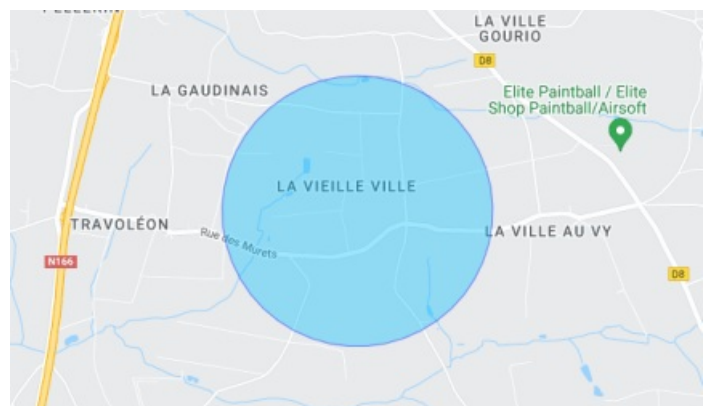 LA VILLE
GOURIO
D8
LA GAUDINAIS
Elite Paintball / Elite
Shop Paintball/Airsoft
LA VIEILLE VILLE
TRAVOLÉON
Rue des Murets
LA VILLE AU VY
N166
D8